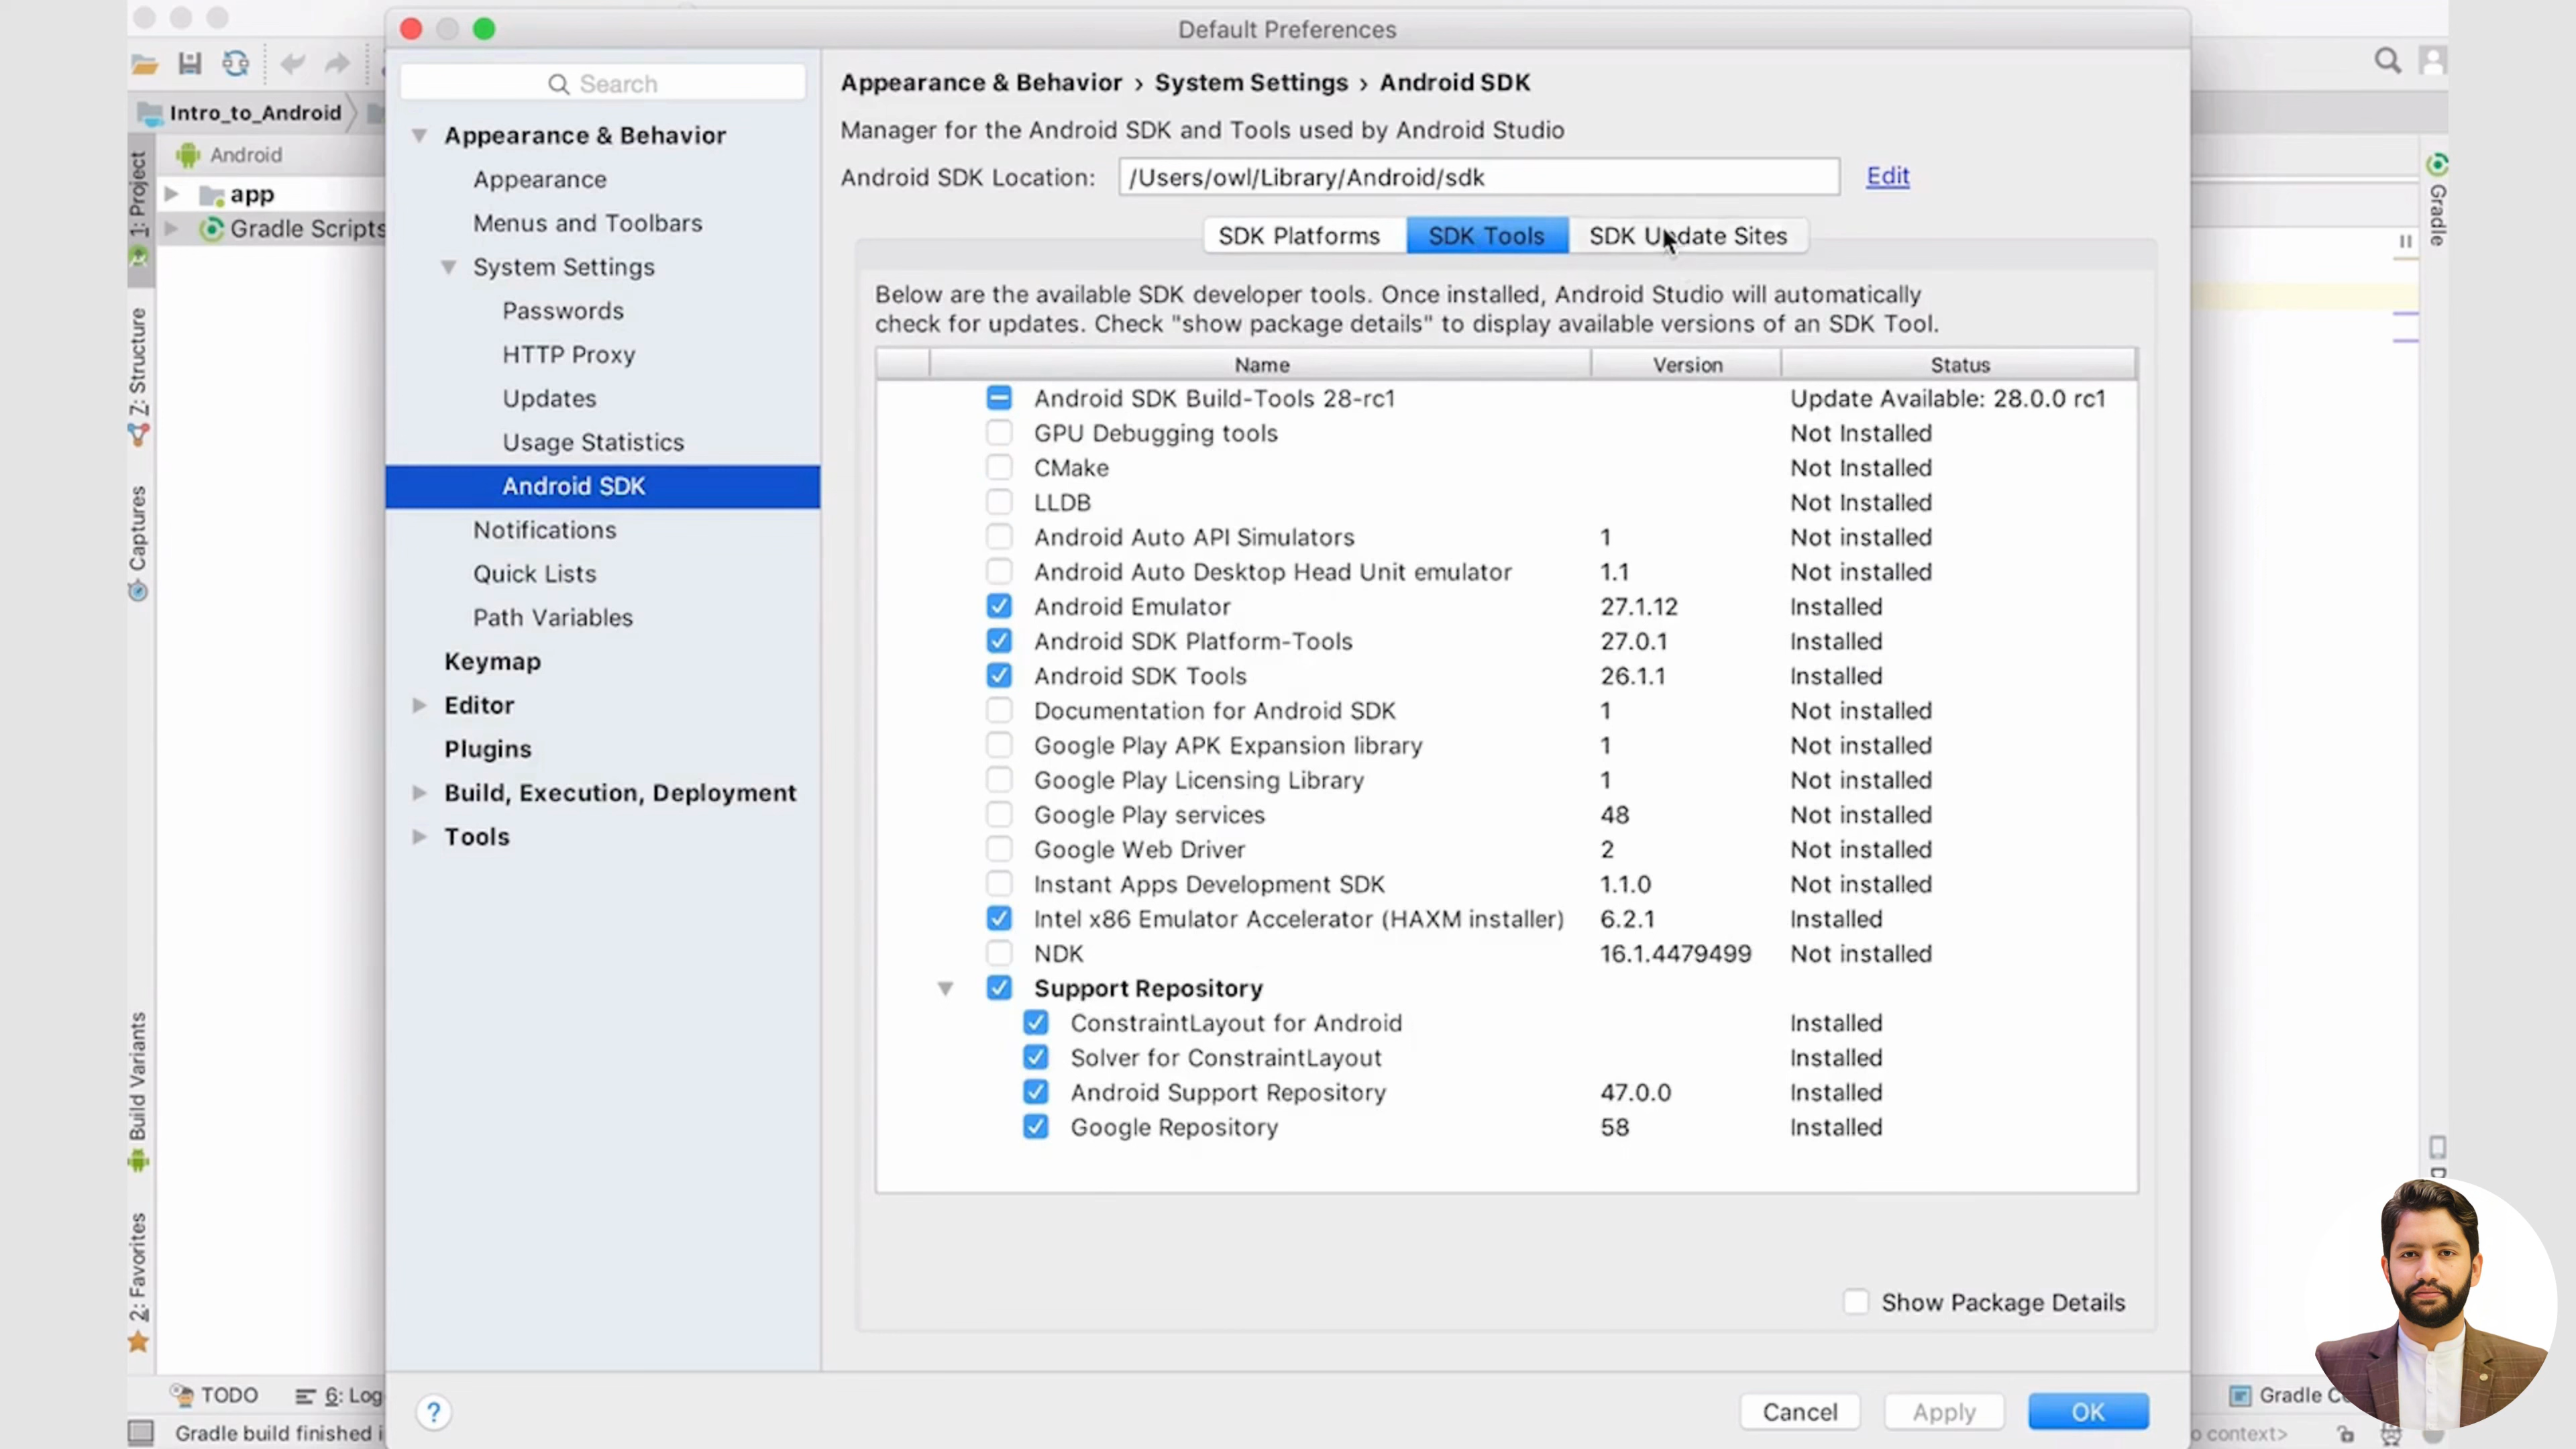 Default Preferences
Intro_to_Android
Android
app
Gradle Scripts
1: Project
Z: Structure
Captures
Build Variants
2: Favorites
Search
Appearance & Behavior
Appearance
Menus and Toolbars
System Settings
Passwords
HTTP Proxy
Updates
Usage Statistics
Android SDK
Notifications
Quick Lists
Path Variables
Keymap
Editor
Plugins
Build, Execution, Deployment
Tools
Appearance & Behavior › System Settings › Android SDK
Manager for the Android SDK and Tools used by Android Studio
Android SDK Location: /Users/owl/Library/Android/sdk Edit
SDK Platforms SDK Tools SDK Update Sites
Below are the available SDK developer tools. Once installed, Android Studio will automatically
check for updates. Check "show package details" to display available versions of an SDK Tool.
Name Version Status
Android SDK Build-Tools 28-rc1 Update Available: 28.0.0 rc1
GPU Debugging tools Not Installed
CMake Not Installed
LLDB Not Installed
Android Auto API Simulators 1 Not installed
Android Auto Desktop Head Unit emulator 1.1 Not installed
Android Emulator 27.1.12 Installed
Android SDK Platform-Tools 27.0.1 Installed
Android SDK Tools 26.1.1 Installed
Documentation for Android SDK 1 Not installed
Google Play APK Expansion library 1 Not installed
Google Play Licensing Library 1 Not installed
Google Play services 48 Not installed
Google Web Driver 2 Not installed
Instant Apps Development SDK 1.1.0 Not installed
Intel x86 Emulator Accelerator (HAXM installer) 6.2.1 Installed
NDK 16.1.4479499 Not installed
Support Repository
ConstraintLayout for Android Installed
Solver for ConstraintLayout Installed
Android Support Repository 47.0.0 Installed
Google Repository 58 Installed
Show Package Details
? Cancel Apply OK
Gradle
TODO 6: Log
Gradle C
Gradle build finished i
o context>